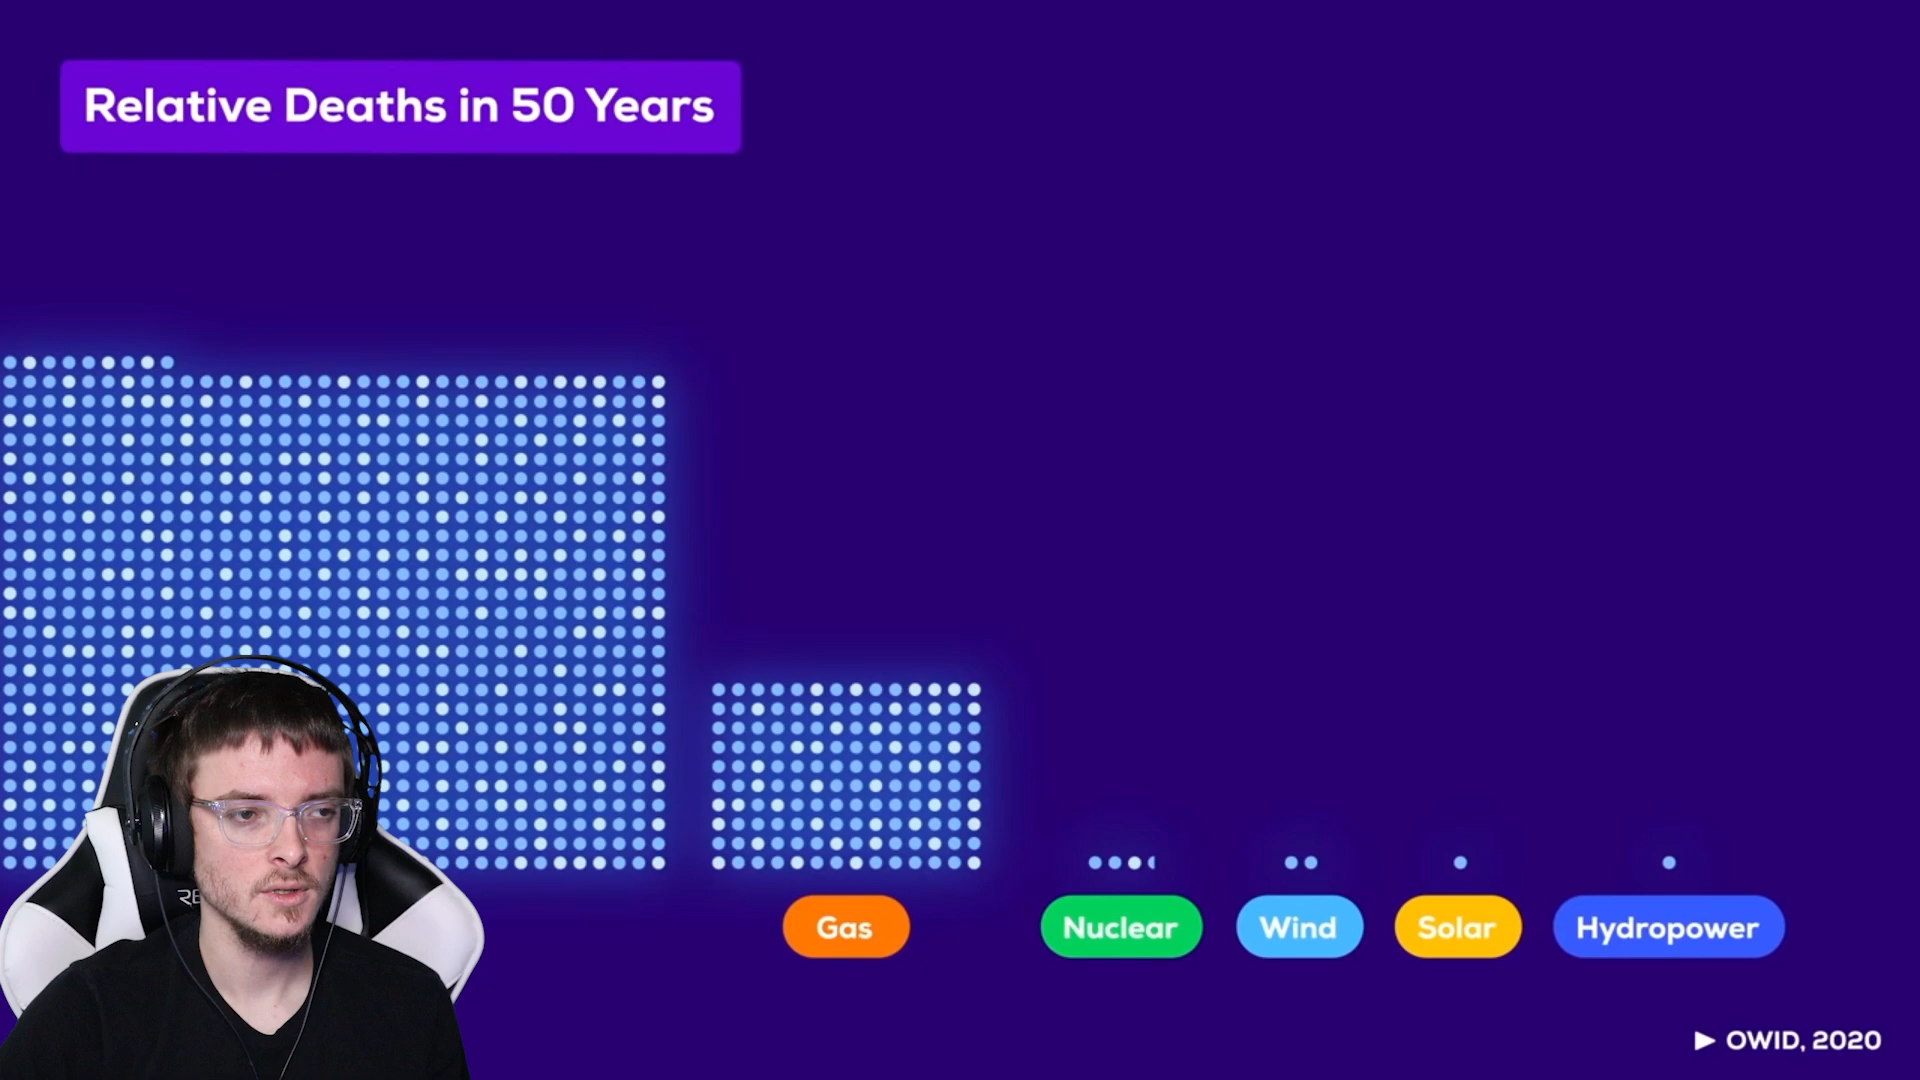 Relative Deaths in 50 Years
Gas
Nuclear
Wind
Solar
Hydropower
OWID, 2020